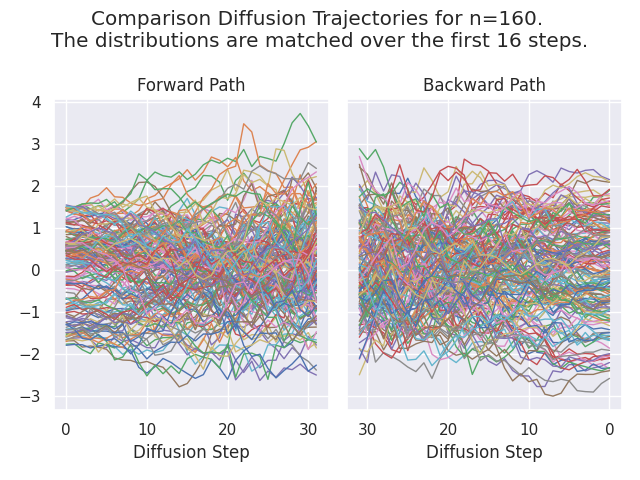 Comparison Diffusion Trajectories for n=160.
The distributions are matched over the first 16 steps.
Forward Path
Backward Path
4
3
2
1
0
−1
−2
−3
0 10 20 30
30 20 10 0
Diffusion Step
Diffusion Step